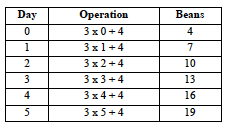 Day Operation Beans
0 3 x 0 + 4 4
1 3 x 1 + 4 7
2 3 x 2 + 4 10
3 3 x 3 + 4 13
4 3 x 4 + 4 16
5 3 x 5 + 4 19